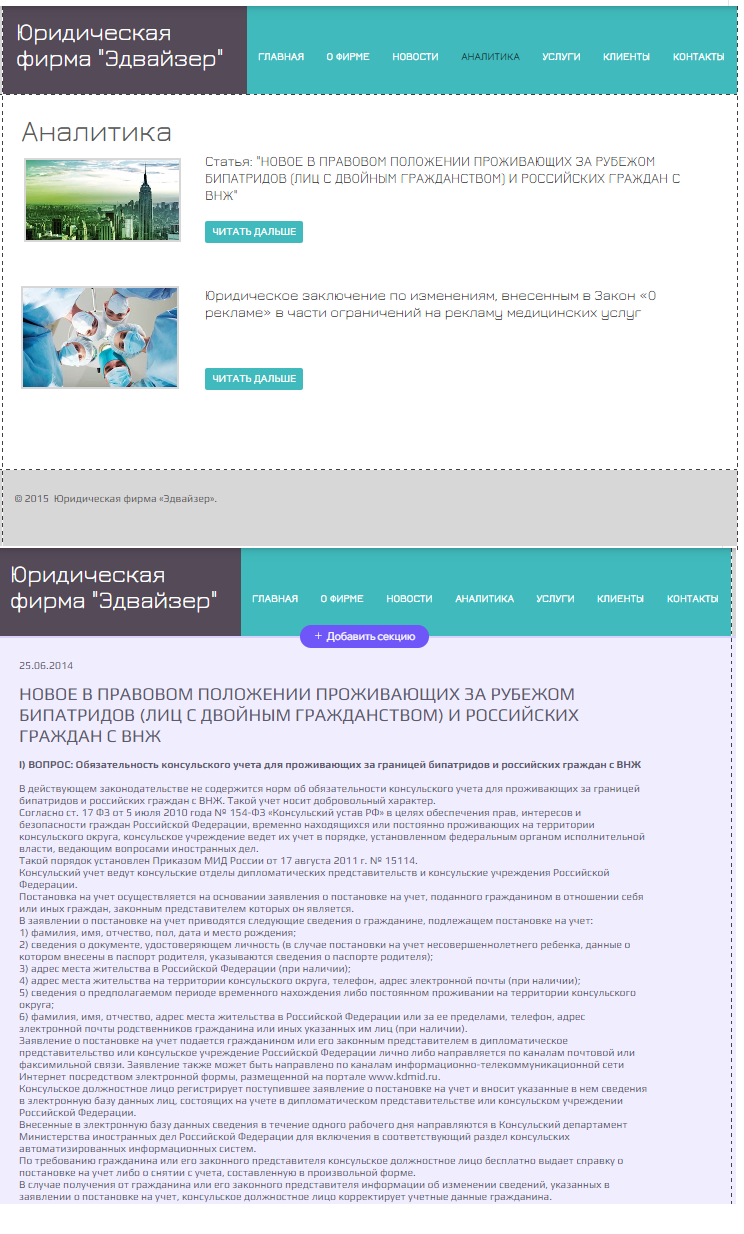 Юридическая
фирма "Эдвайзер"
ГЛАВНАЯ О ФИРМЕ НОВОСТИ АНАЛИТИКА УСЛУГИ КЛИЕНТЫ КОНТАКТЫ
Аналитика
Статья: "НОВОЕ В ПРАВОВОМ ПОЛОЖЕНИИ ПРОЖИВАЮЩИХ ЗА РУБЕЖОМ
БИПАТРИДОВ (ЛИЦ С ДВОЙНЫМ ГРАЖДАНСТВОМ) И РОССИЙСКИХ ГРАЖДАН С
ВНЖ"
ЧИТАТЬ ДАЛЬШЕ
Юридическое заключение по изменениям, внесенным в Закон «О
рекламе» в части ограничений на рекламу медицинских услуг
ЧИТАТЬ ДАЛЬШЕ
© 2015 Юридическая фирма «Эдвайзер».
Юридическая
фирма "Эдвайзер"
ГЛАВНАЯ О ФИРМЕ НОВОСТИ АНАЛИТИКА УСЛУГИ КЛИЕНТЫ КОНТАКТЫ
+ Добавить секцию
25.06.2014
НОВОЕ В ПРАВОВОМ ПОЛОЖЕНИИ ПРОЖИВАЮЩИХ ЗА РУБЕЖОМ
БИПАТРИДОВ (ЛИЦ С ДВОЙНЫМ ГРАЖДАНСТВОМ) И РОССИЙСКИХ
ГРАЖДАН С ВНЖ
I) ВОПРОС: Обязательность консульского учета для проживающих за границей бипатридов и российских граждан с ВНЖ
В действующем законодательстве не содержится норм об обязательности консульского учета для проживающих за границей
бипатридов и российских граждан с ВНЖ. Такой учет носит добровольный характер.
Согласно ст. 17 ФЗ от 5 июля 2010 года № 154-ФЗ «Консульский устав РФ» в целях обеспечения прав, интересов и
безопасности граждан Российской Федерации, временно находящихся или постоянно проживающих на территории
консульского округа, консульское учреждение ведет их учет в порядке, установленном федеральным органом исполнительной
власти, ведающим вопросами иностранных дел.
Такой порядок установлен Приказом МИД России от 17 августа 2011 г. № 15114.
Консульский учет ведут консульские отделы дипломатических представительств и консульские учреждения Российской
Федерации.
Постановка на учет осуществляется на основании заявления о постановке на учет, поданного гражданином в отношении себя
или иных граждан, законным представителем которых он является.
В заявлении о постановке на учет приводятся следующие сведения о гражданине, подлежащем постановке на учет:
1) фамилия, имя, отчество, пол, дата и место рождения;
2) сведения о документе, удостоверяющем личность (в случае постановки на учет несовершеннолетнего ребенка, данные о
котором внесены в паспорт родителя, указываются сведения о паспорте родителя);
3) адрес места жительства в Российской Федерации (при наличии);
4) адрес места жительства на территории консульского округа, телефон, адрес электронной почты (при наличии);
5) сведения о предполагаемом периоде временного нахождения либо постоянном проживании на территории консульского
округа;
6) фамилия, имя, отчество, адрес места жительства в Российской Федерации или за ее пределами, телефон, адрес
электронной почты родственников гражданина или иных указанных им лиц (при наличии).
Заявление о постановке на учет подается гражданином или его законным представителем в дипломатическое
представительство или консульское учреждение Российской Федерации лично либо направляется по каналам почтовой или
факсимильной связи. Заявление также может быть направлено по каналам информационно-телекоммуникационной сети
Интернет посредством электронной формы, размещенной на портале www.kdmid.ru.
Консульское должностное лицо регистрирует поступившее заявление о постановке на учет и вносит указанные в нем сведения
в электронную базу данных лиц, состоящих на учете в дипломатическом представительстве или консульском учреждении
Российской Федерации.
Внесенные в электронную базу данных сведения в течение одного рабочего дня направляются в Консульский департамент
Министерства иностранных дел Российской Федерации для включения в соответствующий раздел консульских
автоматизированных информационных систем.
По требованию гражданина или его законного представителя консульское должностное лицо бесплатно выдает справку о
постановке на учет либо о снятии с учета, составленную в произвольной форме.
В случае получения от гражданина или его законного представителя информации об изменении сведений, указанных в
заявлении о постановке на учет, консульское должностное лицо корректирует учетные данные гражданина.